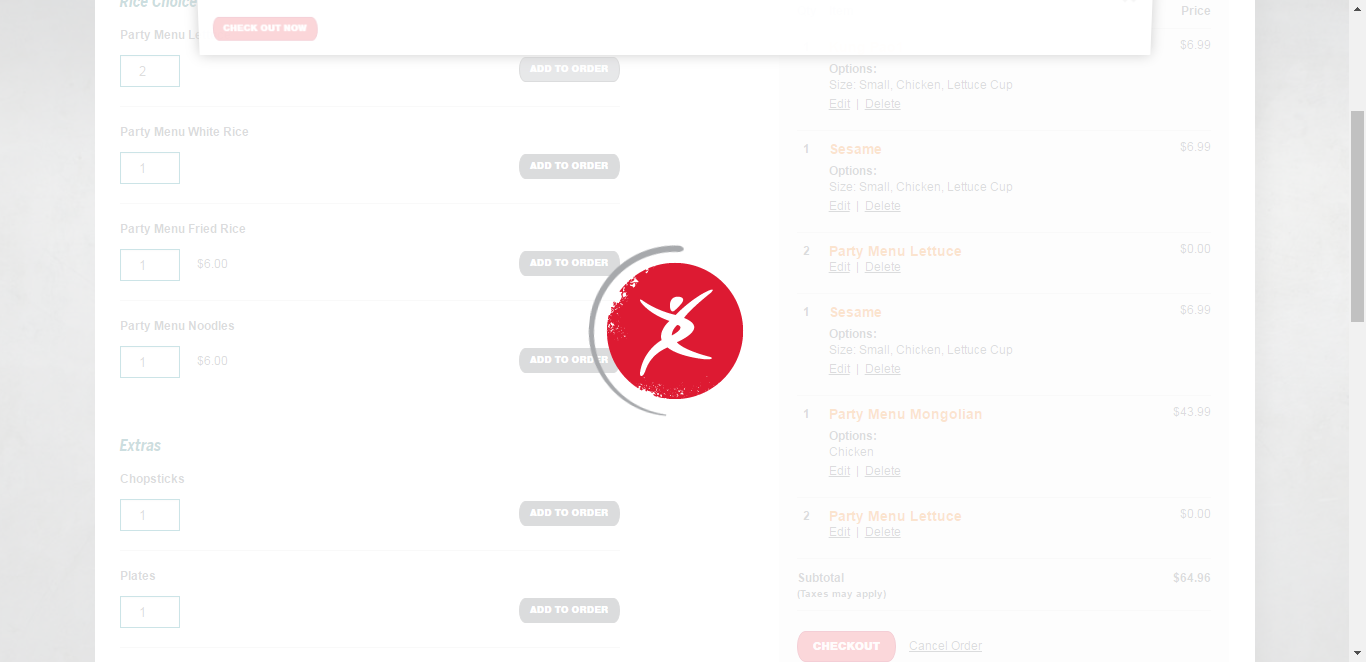 Rice Choice
CHECK OUT NOW
Party Menu Le
2
ADD TO ORDER
Party Menu White Rice
1
ADD TO ORDER
Party Menu Fried Rice
1
$6.00
ADD TO ORDER
Party Menu Noodles
1
$6.00
ADD TO ORDER
Extras
Chopsticks
1
ADD TO ORDER
Plates
1
ADD TO ORDER
Price
$6.99
Options:
Size: Small, Chicken, Lettuce Cup
Edit | Delete
1 Sesame $6.99
Options:
Size: Small, Chicken, Lettuce Cup
Edit | Delete
2 Party Menu Lettuce $0.00
Edit | Delete
1 Sesame $6.99
Options:
Size: Small, Chicken, Lettuce Cup
Edit | Delete
1 Party Menu Mongolian $43.99
Options:
Chicken
Edit | Delete
2 Party Menu Lettuce $0.00
Edit | Delete
Subtotal $64.96
(Taxes may apply)
CHECKOUT Cancel Order